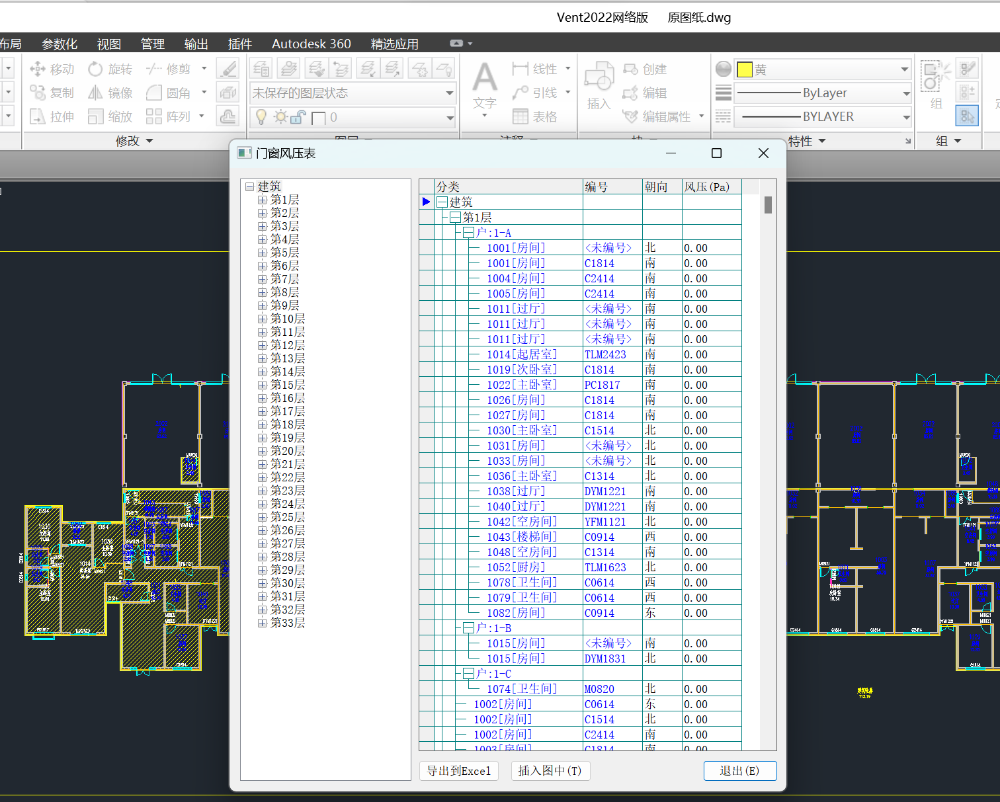 Vent2022网络版 原图纸.dwg
布局 参数化 视图 管理 输出 插件 Autodesk 360 精选应用
移动 旋转 修剪
复制 镜像 圆角
拉伸 缩放 阵列
修改
未保存的图层状态
0
文字
线性
引线
表格
插入
创建
编辑
编辑属性
黄
ByLayer
BYLAYER
特性
组
组
门窗风压表
建筑
第1层
第2层
第3层
第4层
第5层
第6层
第7层
第8层
第9层
第10层
第11层
第12层
第13层
第14层
第15层
第16层
第17层
第18层
第19层
第20层
第21层
第22层
第23层
第24层
第25层
第26层
第27层
第28层
第29层
第30层
第31层
第32层
第33层
分类 编号 朝向 风压(Pa)
建筑
第1层
户:1-A
1001[房间] <未编号> 北 0.00
1001[房间] C1814 南 0.00
1004[房间] C2414 南 0.00
1005[房间] C2414 南 0.00
1011[过厅] <未编号> 南 0.00
1011[过厅] <未编号> 南 0.00
1011[过厅] <未编号> 南 0.00
1014[起居室] TLM2423 南 0.00
1019[次卧室] C1814 南 0.00
1022[主卧室] PC1817 南 0.00
1026[房间] C1814 南 0.00
1027[房间] C1814 南 0.00
1030[主卧室] C1514 北 0.00
1031[房间] <未编号> 北 0.00
1033[房间] <未编号> 北 0.00
1036[主卧室] C1314 北 0.00
1038[过厅] DYM1221 南 0.00
1040[过厅] DYM1221 南 0.00
1042[空房间] YFM1121 北 0.00
1043[楼梯间] C0914 西 0.00
1048[空房间] C1314 南 0.00
1052[厨房] TLM1623 北 0.00
1078[卫生间] C0614 西 0.00
1079[卫生间] C0614 西 0.00
1082[房间] C0914 东 0.00
户:1-B
1015[房间] <未编号> 南 0.00
1015[房间] DYM1831 北 0.00
户:1-C
1074[卫生间] M0820 北 0.00
1002[房间] C0614 东 0.00
1002[房间] C1514 北 0.00
1002[房间] C2414 南 0.00
1003[房间] C1814 南 0.00
导出到Excel 插入图中(T) 退出(E)